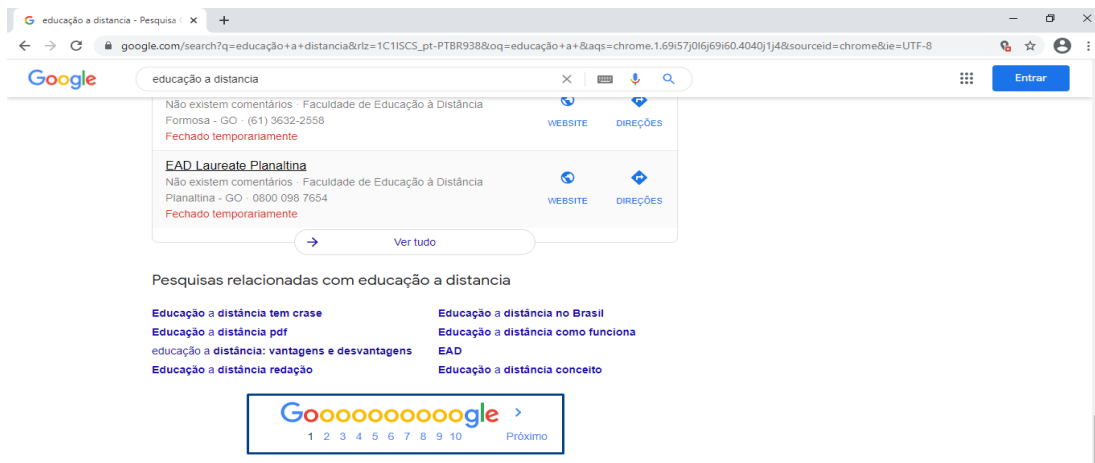 educação a distancia - Pesquisa
google.com/search?q=educação+a+distancia&rlz=1C1ISCS_pt-PTBR938&oq=educação+a+&aqs=chrome.1.69i57j0l6j69i60.4040j1j4&sourceid=chrome&ie=UTF-8
Google educação a distancia Entrar
Não existem comentários · Faculdade de Educação à Distância
Formosa - GO · (61) 3632-2558 WEBSITE DIREÇÕES
Fechado temporariamente
EAD Laureate Planaltina
Não existem comentários · Faculdade de Educação à Distância
Planaltina - GO · 0800 098 7654 WEBSITE DIREÇÕES
Fechado temporariamente
Ver tudo
Pesquisas relacionadas com educação a distancia
Educação a distância tem crase Educação a distância no Brasil
Educação a distância pdf Educação a distância como funciona
educação a distância: vantagens e desvantagens EAD
Educação a distância redação Educação a distância conceito
Goooooooooogle >
1 2 3 4 5 6 7 8 9 10 Próximo